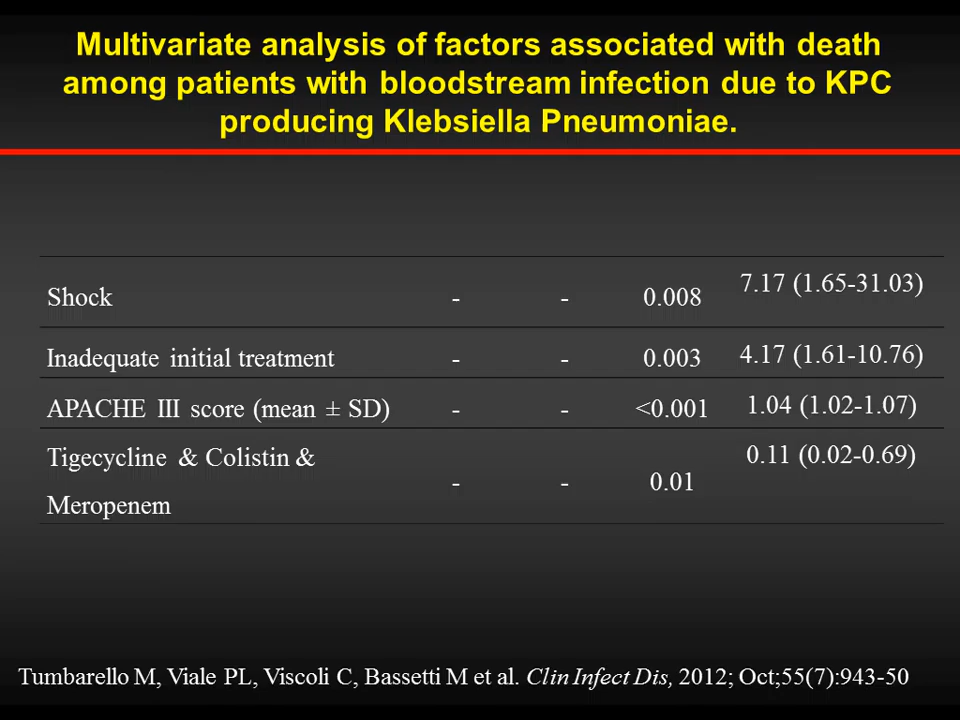 Multivariate analysis of factors associated with death
among patients with bloodstream infection due to KPC
producing Klebsiella Pneumoniae.
Shock - - 0.008 7.17 (1.65-31.03)
Inadequate initial treatment - - 0.003 4.17 (1.61-10.76)
APACHE III score (mean ± SD) - - <0.001 1.04 (1.02-1.07)
Tigecycline & Colistin &
Meropenem - - 0.01 0.11 (0.02-0.69)
Tumbarello M, Viale PL, Viscoli C, Bassetti M et al. Clin Infect Dis, 2012; Oct;55(7):943-50